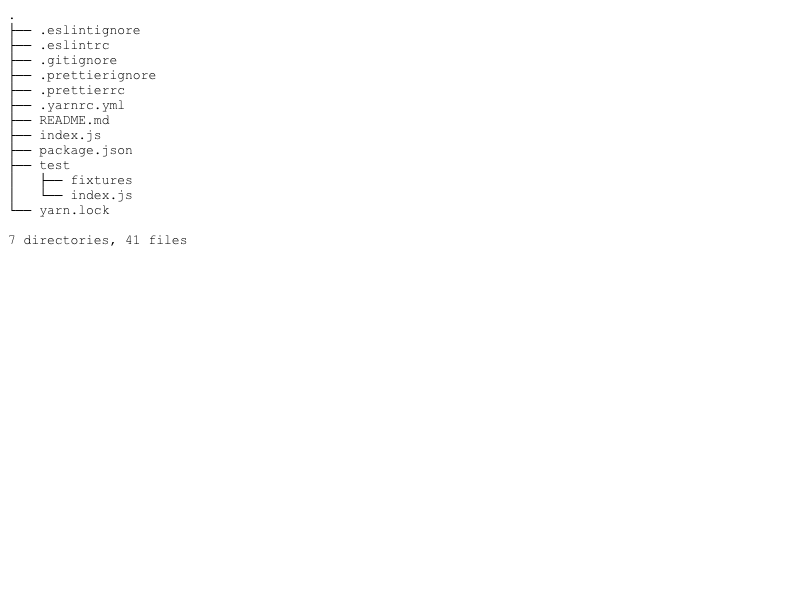 .
├── .eslintignore
├── .eslintrc
├── .gitignore
├── .prettierignore
├── .prettierrc
├── .yarnrc.yml
├── README.md
├── index.js
├── package.json
├── test
│   ├── fixtures
│   └── index.js
└── yarn.lock

7 directories, 41 files